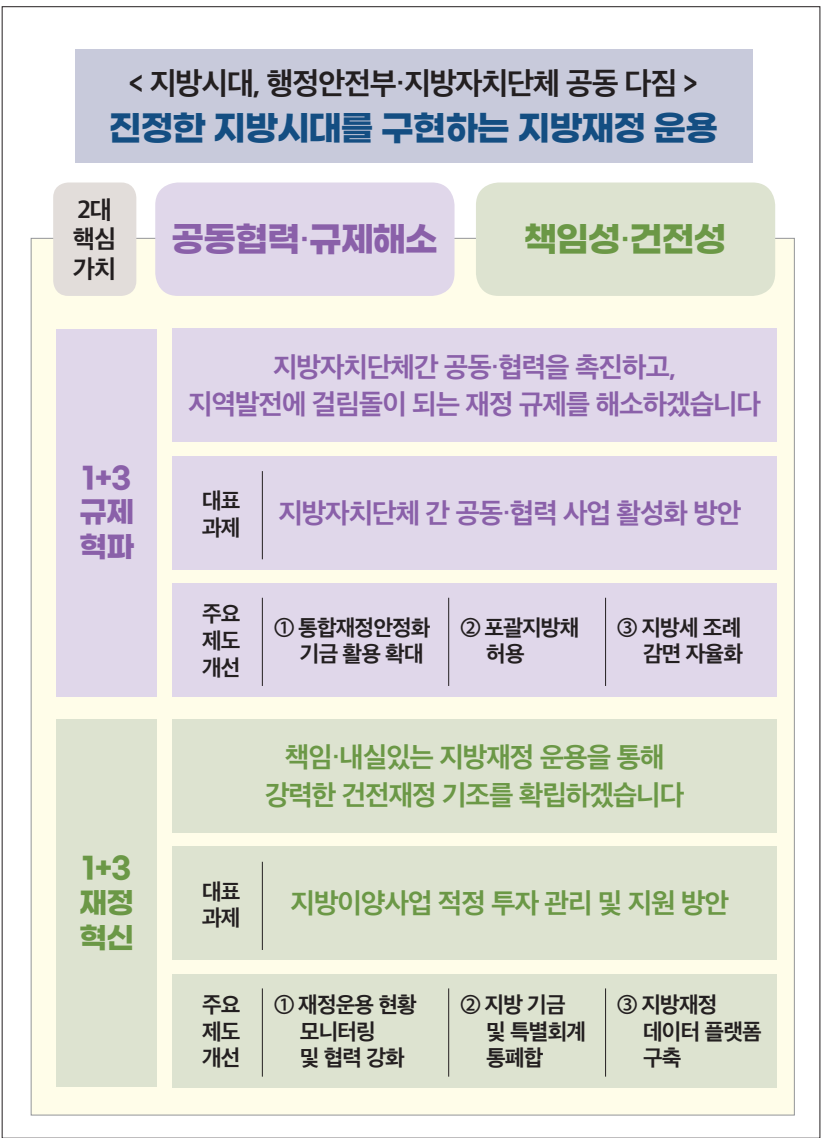 < 지방시대, 행정안전부·지방자치단체 공동 다짐 >
진정한 지방시대를 구현하는 지방재정 운용
2대
핵심
가치
공동협력·규제해소
책임성·건전성
1+3
규제
혁파
지방자치단체간 공동·협력을 촉진하고,
지역발전에 걸림돌이 되는 재정 규제를 해소하겠습니다
대표
과제
지방자치단체 간 공동·협력 사업 활성화 방안
주요
제도
개선
① 통합재정안정화
기금 활용 확대
② 포괄지방채
허용
③ 지방세 조례
감면 자율화
1+3
재정
혁신
책임·내실있는 지방재정 운용을 통해
강력한 건전재정 기조를 확립하겠습니다
대표
과제
지방이양사업 적정 투자 관리 및 지원 방안
주요
제도
개선
① 재정운용 현황
모니터링
및 협력 강화
② 지방 기금
및 특별회계
통폐합
③ 지방재정
데이터 플랫폼
구축